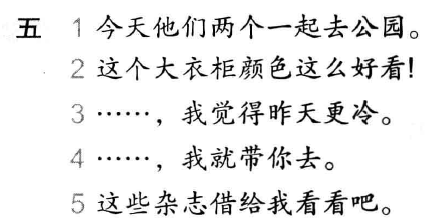 五 1 今天他们两个一起去公园。
2 这个大衣柜颜色这么好看!
3 ……，我觉得昨天更冷。
4 ……，我就带你去。
5 这些杂志借给我看看吧。